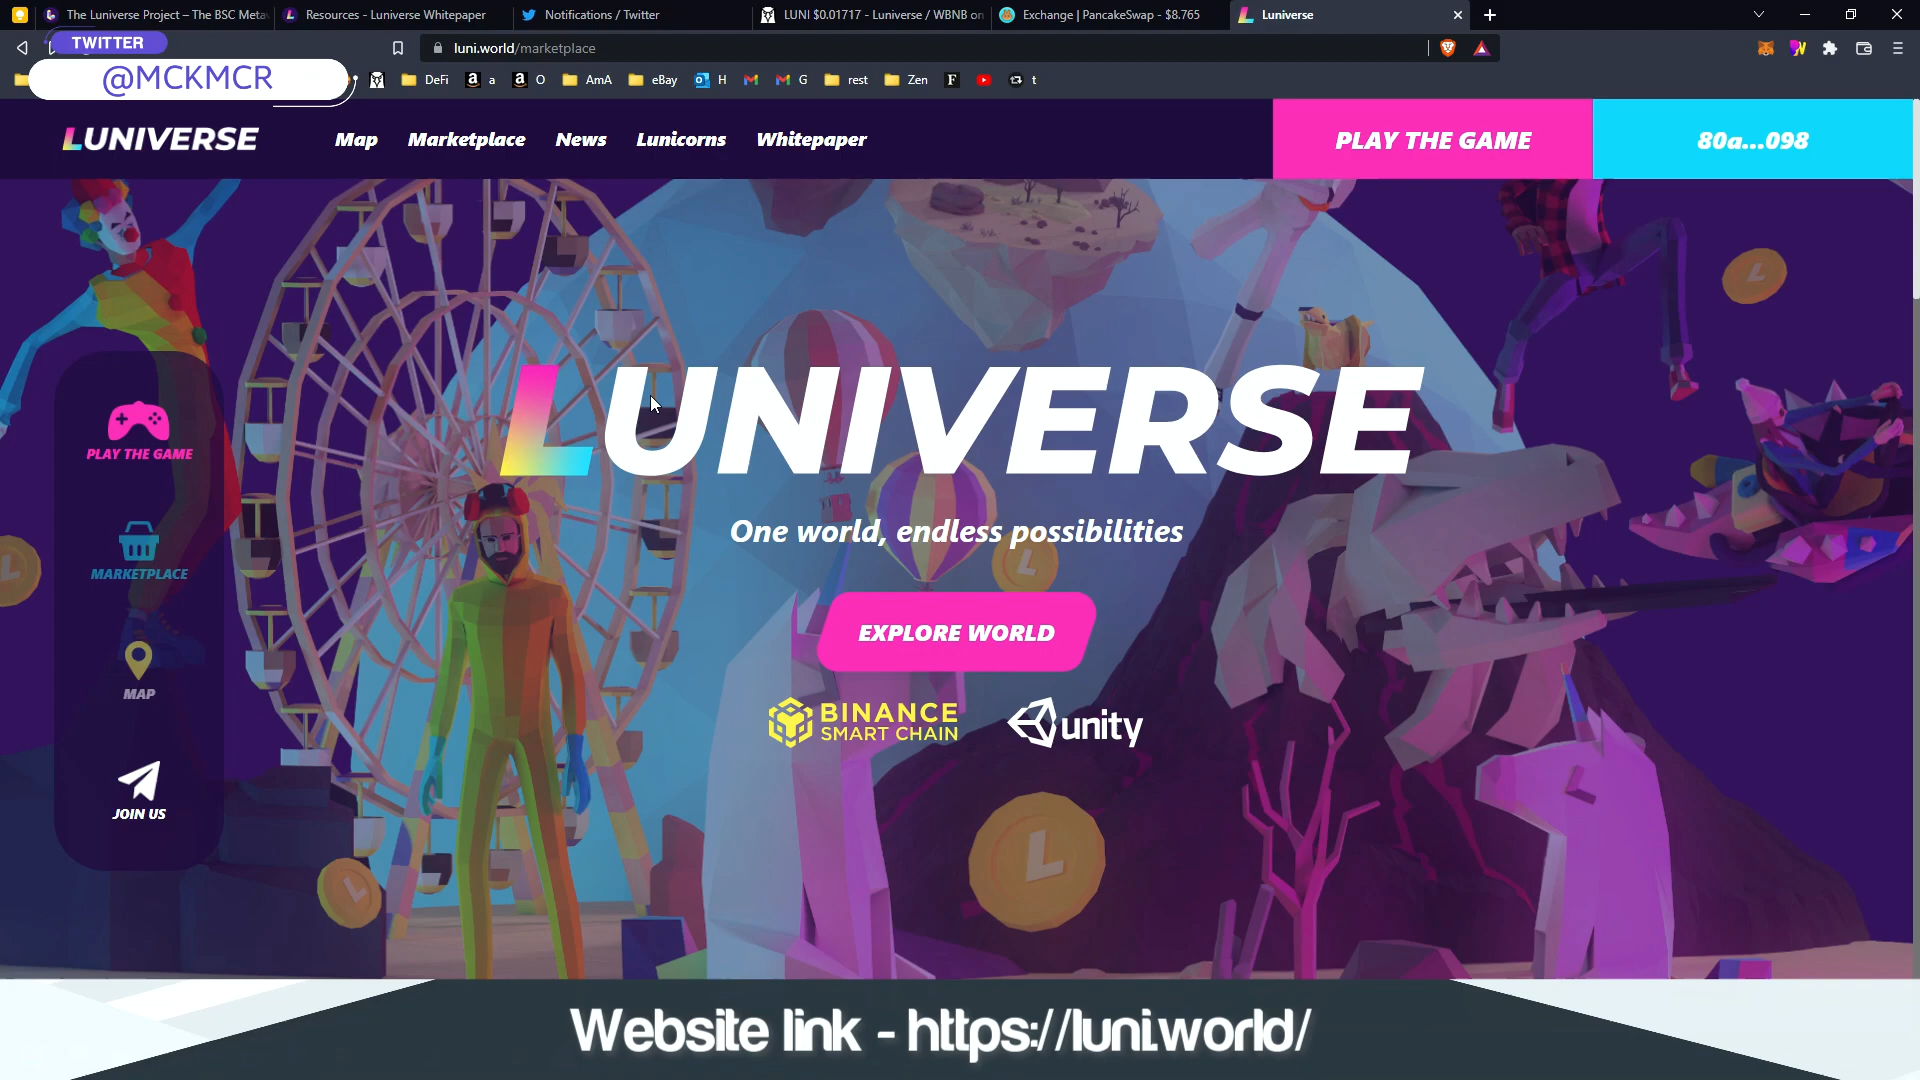 The Luniverse Project – The BSC Metav
Resources - Luniverse Whitepaper
Notifications / Twitter
LUNI $0.01717 - Luniverse / WBNB on
Exchange | PancakeSwap - $8.765
Luniverse
TWITTER
@MCKMCR
luni.world/marketplace
DeFi
a
O
AmA
eBay
H
G
rest
Zen
F
t
LUNIVERSE
Map
Marketplace
News
Lunicorns
Whitepaper
PLAY THE GAME
80a...098
LUNIVERSE
One world, endless possibilities
EXPLORE WORLD
BINANCE
SMART CHAIN
unity
PLAY THE GAME
MARKETPLACE
MAP
JOIN US
Website link - https://luni.world/